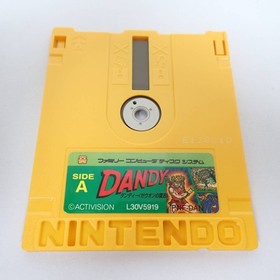 ファミリー コンピュータ ディスク システム
SIDE
A
DANDY
©ACTIVISION
L30V5919
NINTENDO